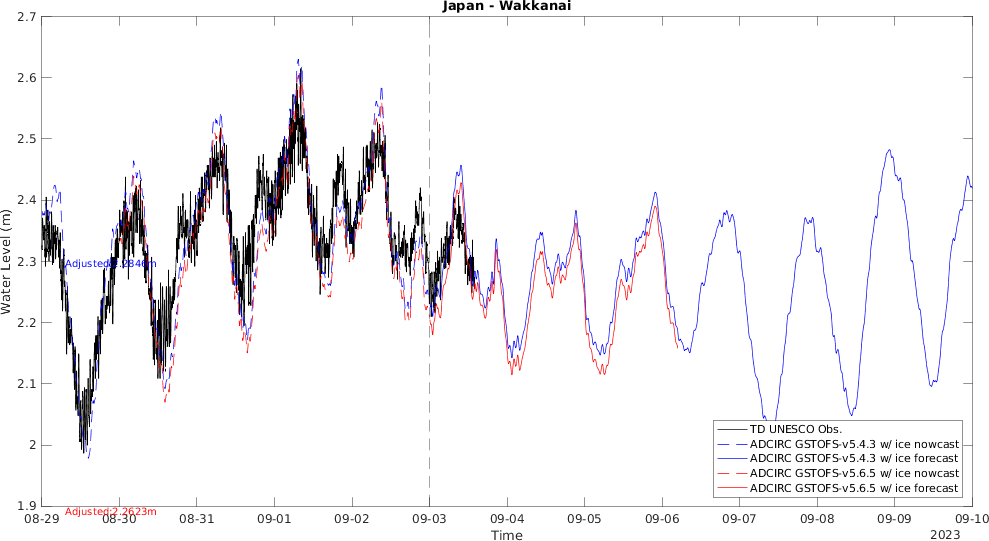 Japan - Wakkanai
2.7
2.6
2.5
2.4
2.3
2.2
2.1
2
1.9
Water Level (m)
Adjusted:2.2623m
08-29
08-30
08-31
09-01
09-02
09-03
09-04
09-05
09-06
09-07
09-08
09-09
09-10
Time
2023
TD UNESCO Obs.
ADCIRC GSTOFS-v5.4.3 w/ ice nowcast
ADCIRC GSTOFS-v5.4.3 w/ ice forecast
ADCIRC GSTOFS-v5.6.5 w/ ice nowcast
ADCIRC GSTOFS-v5.6.5 w/ ice forecast